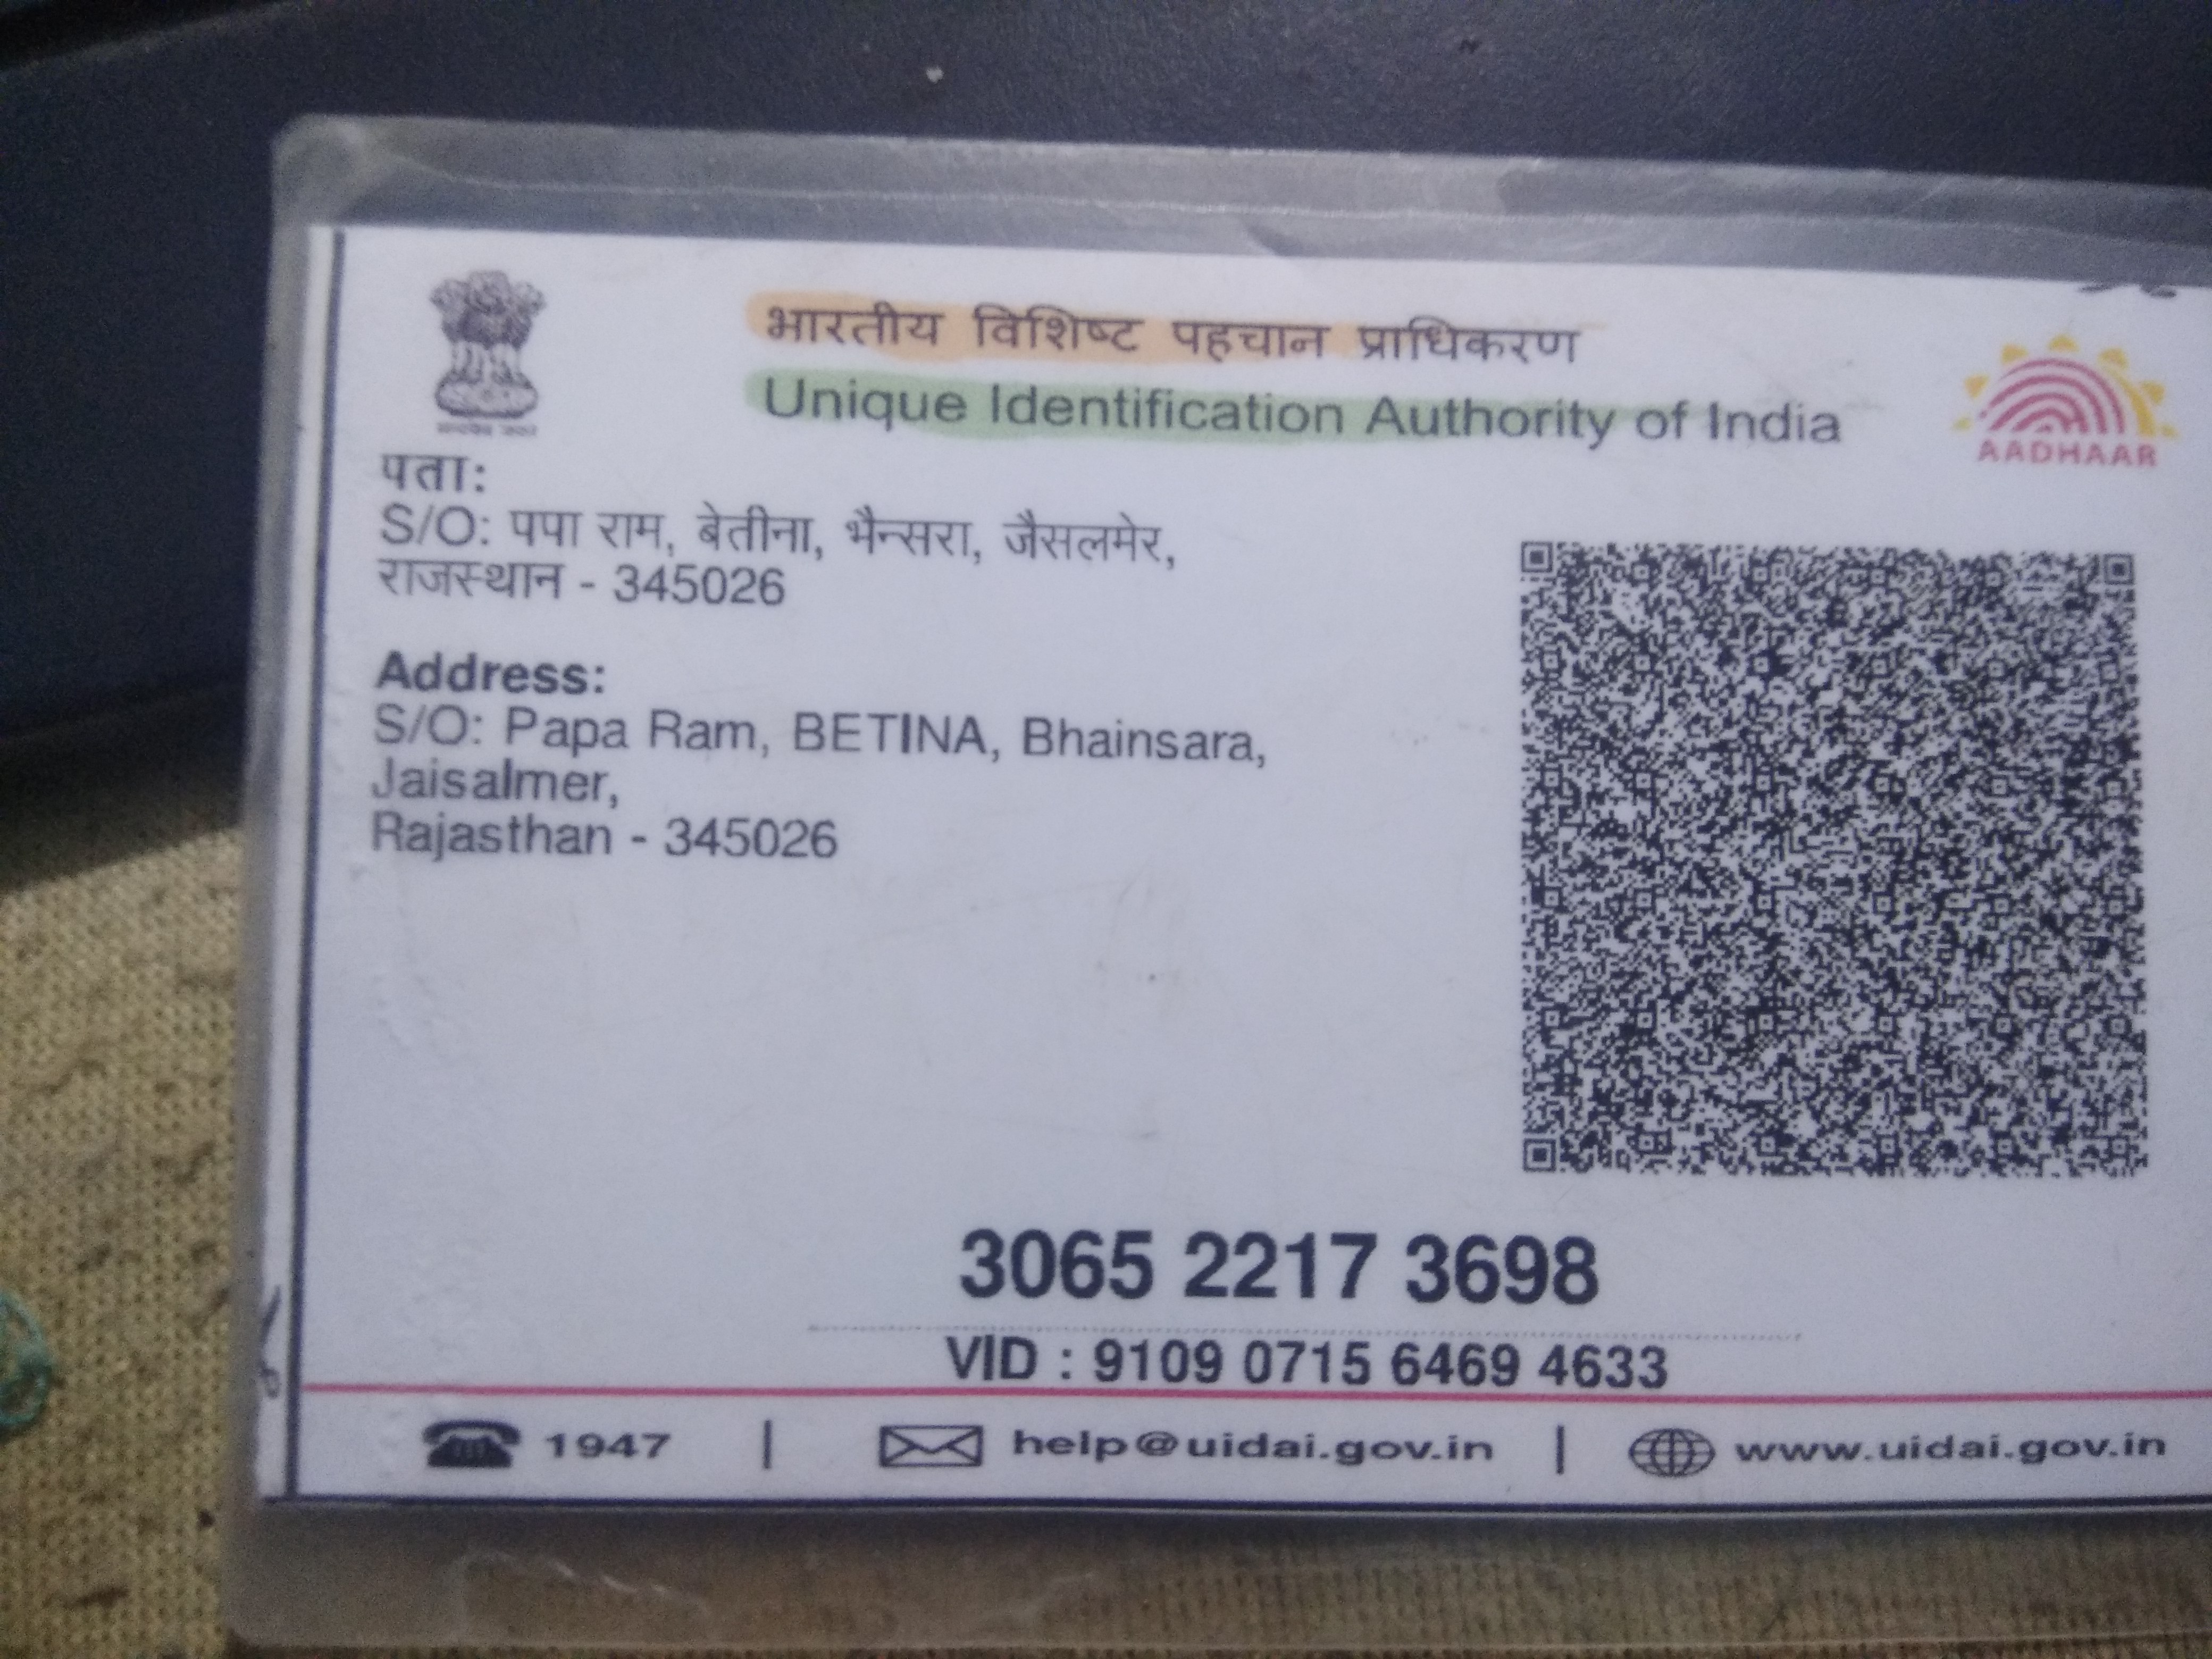 भारतीय विशिष्ट पहचान प्राधिकरण
Unique Identification Authority of India
AADHAAR
पता:
S/O: पपा राम, बेतीना, भैन्सरा, जैसलमेर,
राजस्थान - 345026
Address:
S/O: Papa Ram, BETINA, Bhainsara,
Jaisalmer,
Rajasthan - 345026
3065 2217 3698
VID : 9109 0715 6469 4633
1947 | help@uidai.gov.in | www.uidai.gov.in